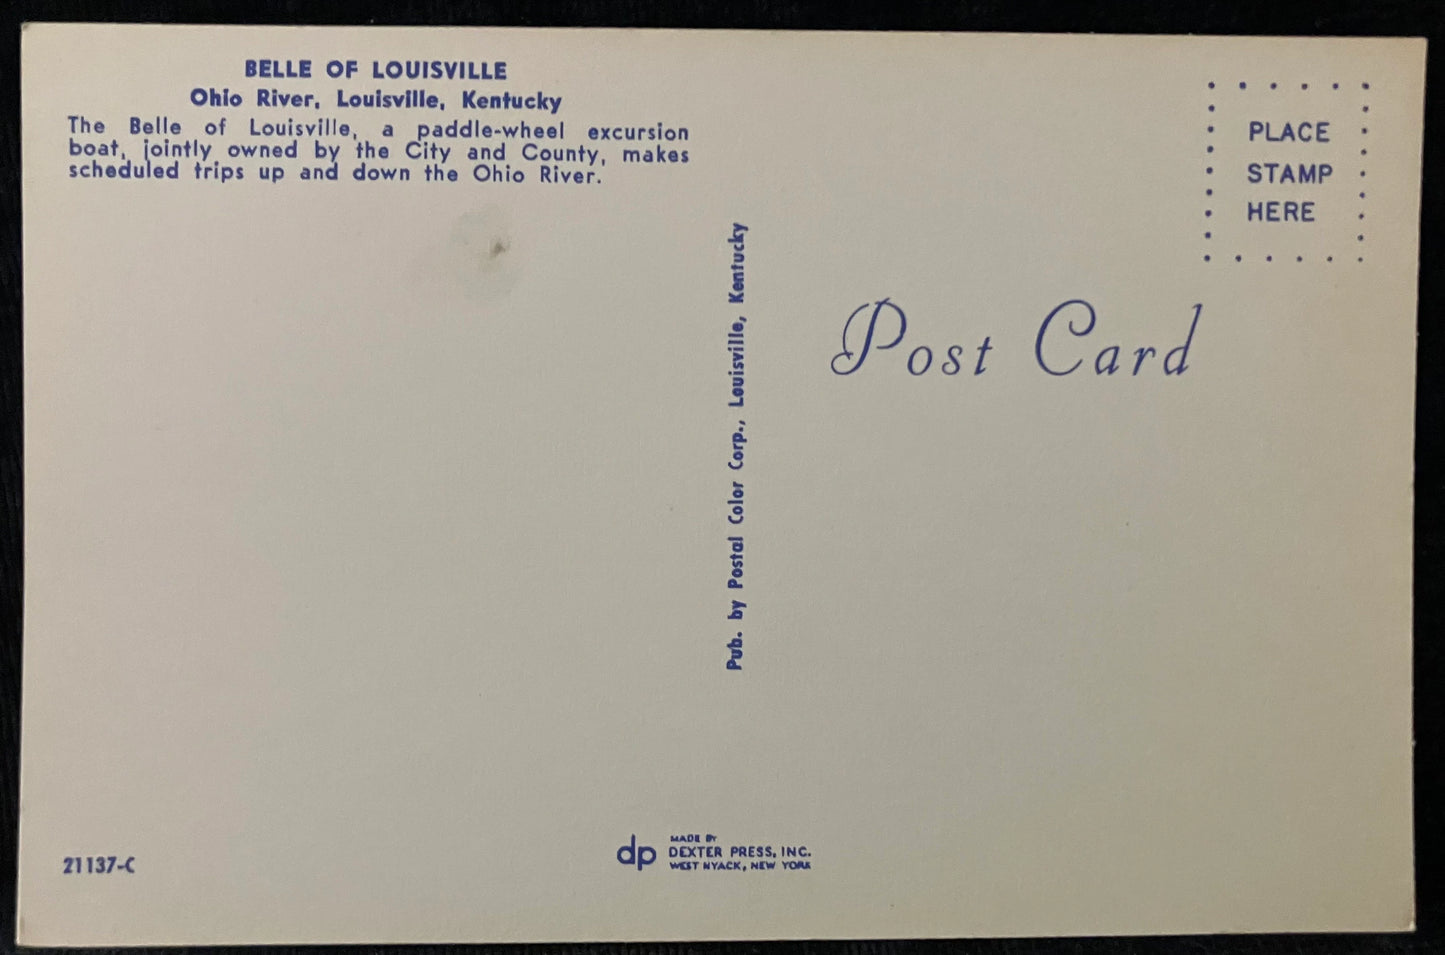 BELLE OF LOUISVILLE
Ohio River, Louisville, Kentucky
The Belle of Louisville, a paddle-wheel excursion
boat, jointly owned by the City and County, makes
scheduled trips up and down the Ohio River.
PLACE
STAMP
HERE
Post Card
Pub. by Postal Color Corp., Louisville, Kentucky
21137-C
dp
MADE BY
DEXTER PRESS, INC.
WEST NYACK, NEW YORK